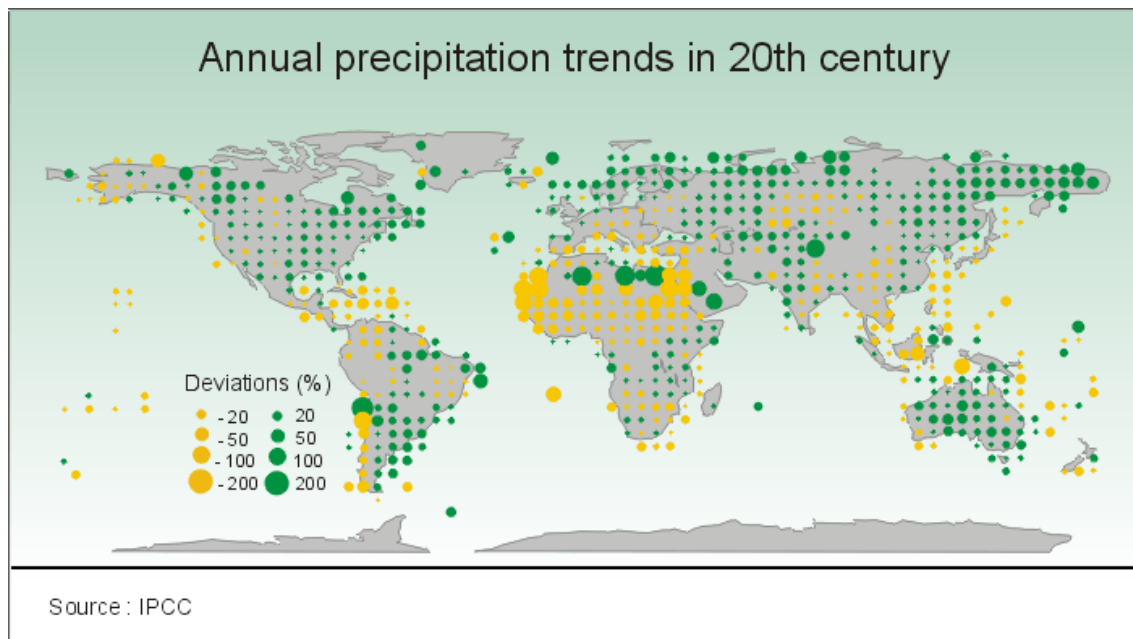 Annual precipitation trends in 20th century
Deviations (%)
- 20 20
- 50 50
- 100 100
- 200 200
Source : IPCC